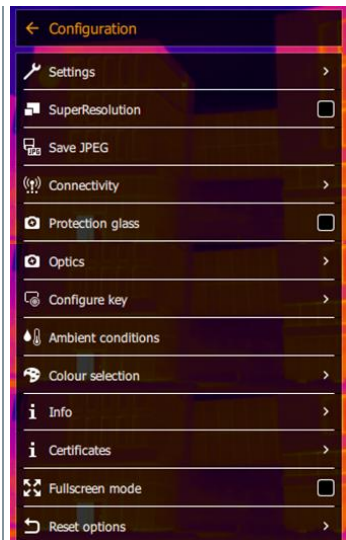 Configuration
Settings
SuperResolution
JPG
Save JPEG
Connectivity
Protection glass
Optics
Configure key
Ambient conditions
Colour selection
Info
Certificates
Fullscreen mode
Reset options